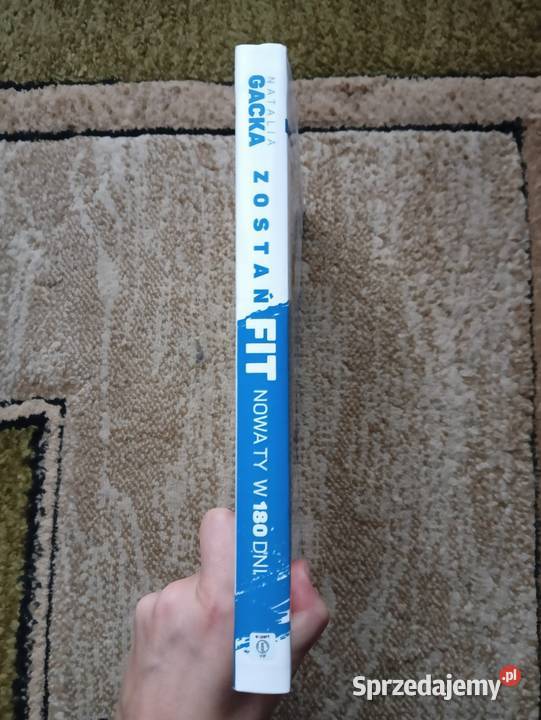 NATALIA
GACKA
ZOSTAŃ
FIT
NOWA TY W 180 DNI.
Sprzedajemy.pl